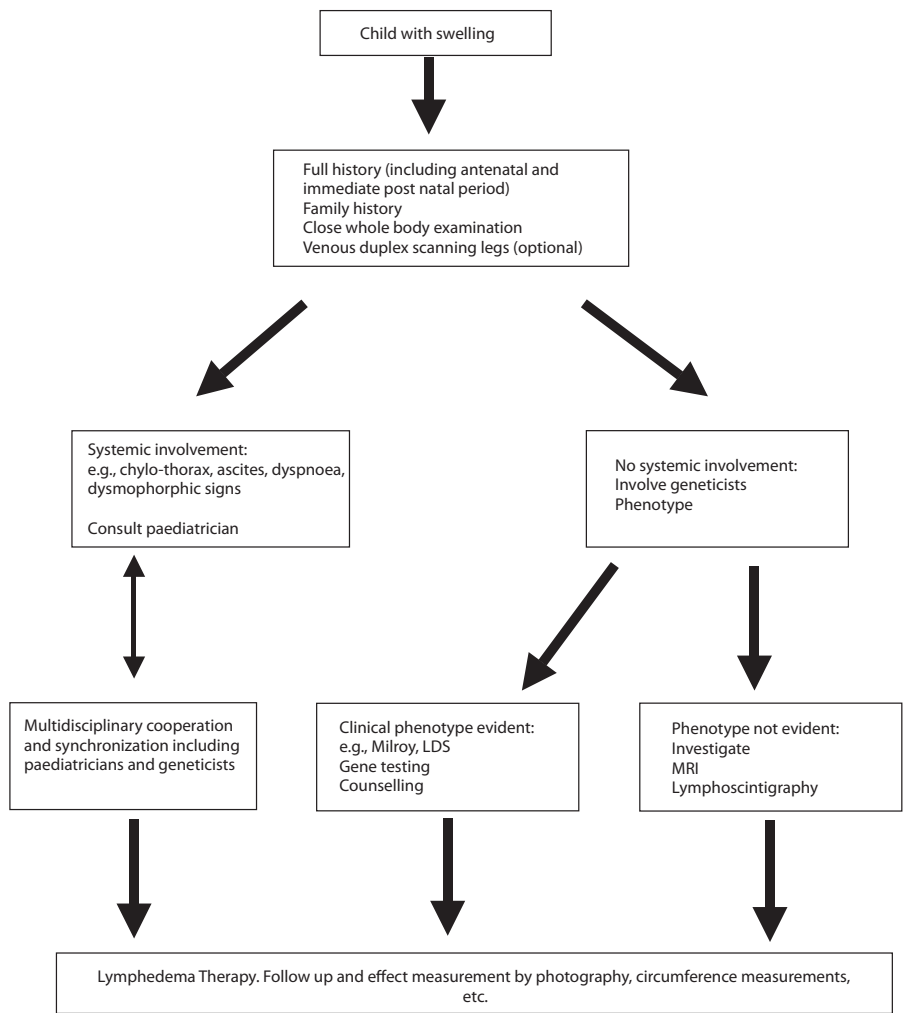 Child with swelling
Full history (including antenatal and
immediate post natal period)
Family history
Close whole body examination
Venous duplex scanning legs (optional)
Systemic involvement:
e.g., chylo-thorax, ascites, dyspnoea,
dysmophorphic signs
Consult paediatrician
No systemic involvement:
Involve geneticists
Phenotype
Multidisciplinary cooperation
and synchronization including
paediatricians and geneticists
Clinical phenotype evident:
e.g., Milroy, LDS
Gene testing
Counselling
Phenotype not evident:
Investigate
MRI
Lymphoscintigraphy
Lymphedema Therapy. Follow up and effect measurement by photography, circumference measurements,
etc.